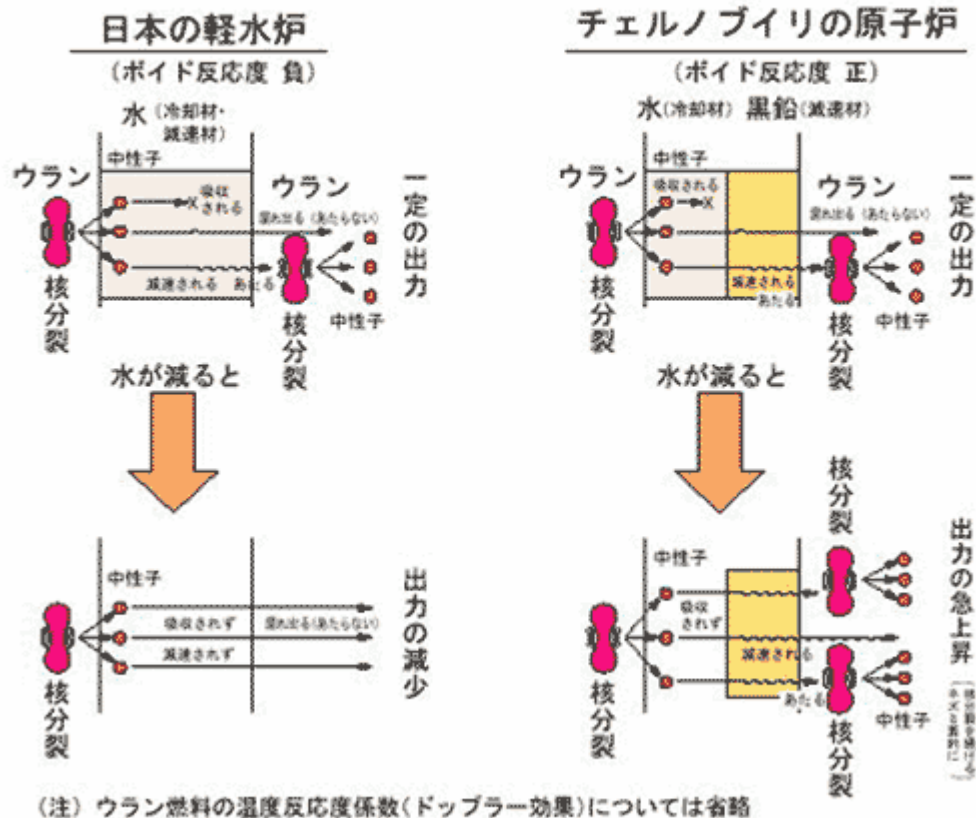 日本の軽水炉
(ボイド反応度 負)
水 (冷却材・減速材)
中性子
ウラン
吸収される
ウラン
漏れ出る (あたらない)
減速される あたる
核分裂
核分裂
中性子
一定の出力
水が減ると
中性子
吸収されず
漏れ出る(あたらない)
減速されず
核分裂
出力の減少
チェルノブイリの原子炉
(ボイド反応度 正)
水(冷却材) 黒鉛(減速材)
中性子
ウラン
吸収される
ウラン
漏れ出る (あたらない)
減速される
あたる
核分裂
核分裂
中性子
一定の出力
水が減ると
核分裂
中性子
吸収されず
減速される
あたる
核分裂
核分裂
中性子
出力の急上昇
(注) ウラン燃料の温度反応度係数(ドップラー効果)については省略